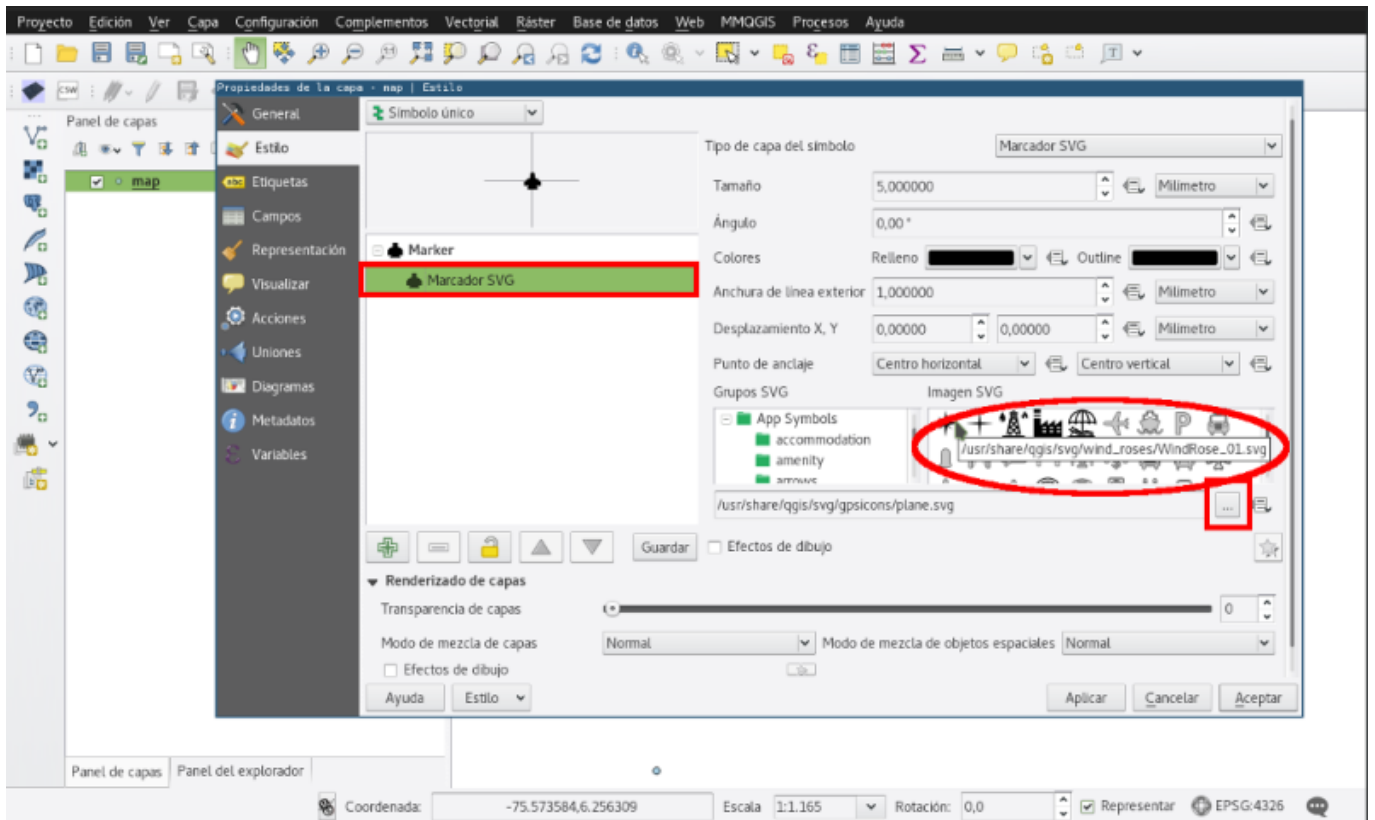 Proyecto Edición Ver Capa Configuración Complementos Vectorial Ráster Base de datos Web MMQGIS Procesos Ayuda
Propiedades de la capa - map | Estilo
CSW
Panel de capas
map
General
Estilo
abc Etiquetas
Campos
Representación
Visualizar
Acciones
Uniones
Diagramas
Metadatos
Variables
Símbolo único
Marker
Marcador SVG
Guardar
Tipo de capa del símbolo Marcador SVG
Tamaño 5,000000 Milímetro
Ángulo 0,00 °
Colores Relleno Outline
Anchura de línea exterior 1,000000 Milímetro
Desplazamiento X, Y 0,00000 0,00000 Milímetro
Punto de anclaje Centro horizontal Centro vertical
Grupos SVG Imagen SVG
App Symbols
accommodation
amenity
arrows
/usr/share/qgis/svg/wind_roses/WindRose_01.svg
/usr/share/qgis/svg/gpsicons/plane.svg ...
Efectos de dibujo
Renderizado de capas
Transparencia de capas 0
Modo de mezcla de capas Normal Modo de mezcla de objetos espaciales Normal
Efectos de dibujo
Ayuda Estilo Aplicar Cancelar Aceptar
Panel de capas Panel del explorador
Coordenada: -75.573584,6.256309 Escala 1:1.165 Rotación: 0,0 Representar EPSG:4326